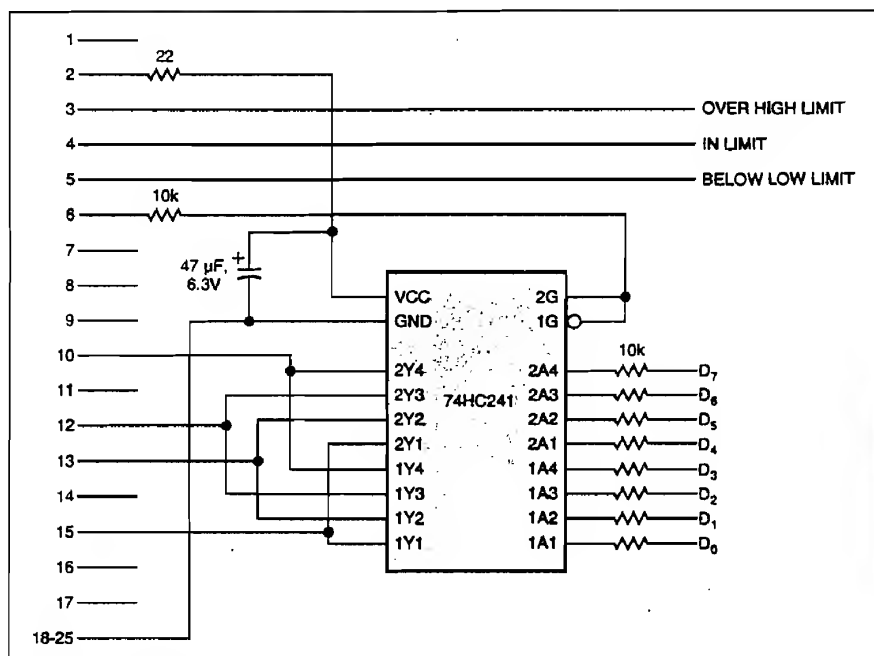 1
22
2
3 OVER HIGH LIMIT
4 IN LIMIT
5 BELOW LOW LIMIT
10k
6
7
47 µF,
6.3V
+
8
VCC 2G
9
GND 1G
10
10k
2Y4 2A4 D7
11
2Y3 2A3 D6
74HC241
12
2Y2 2A2 D5
2Y1 2A1 D4
13
1Y4 1A4 D3
14
1Y3 1A3 D2
1Y2 1A2 D1
15
1Y1 1A1 D0
16
17
18-25